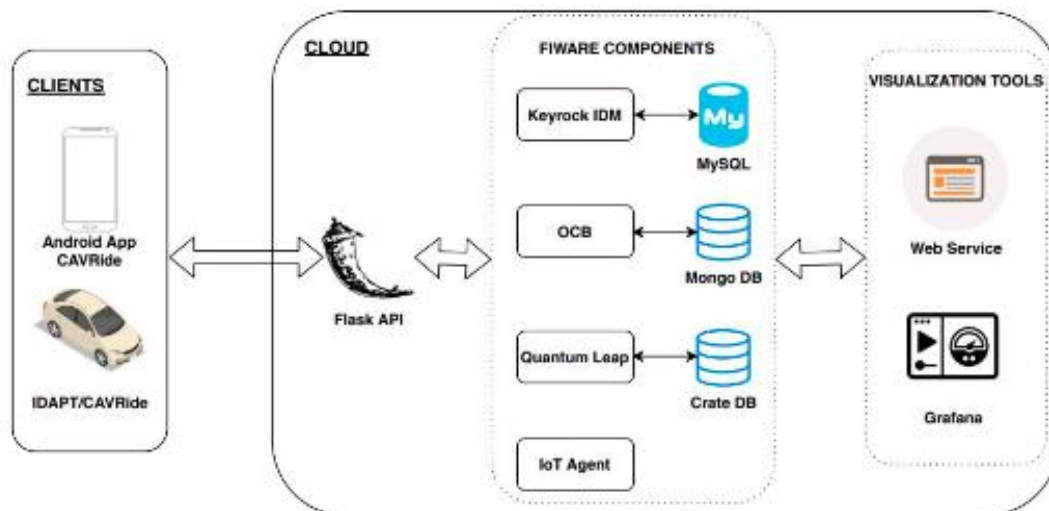 CLIENTS
Android App
CAVRide
IDAPT/CAVRide
CLOUD
Flask API
FIWARE COMPONENTS
Keyrock IDM
My
MySQL
OCB
Mongo DB
Quantum Leap
Crate DB
IoT Agent
VISUALIZATION TOOLS
Web Service
Grafana